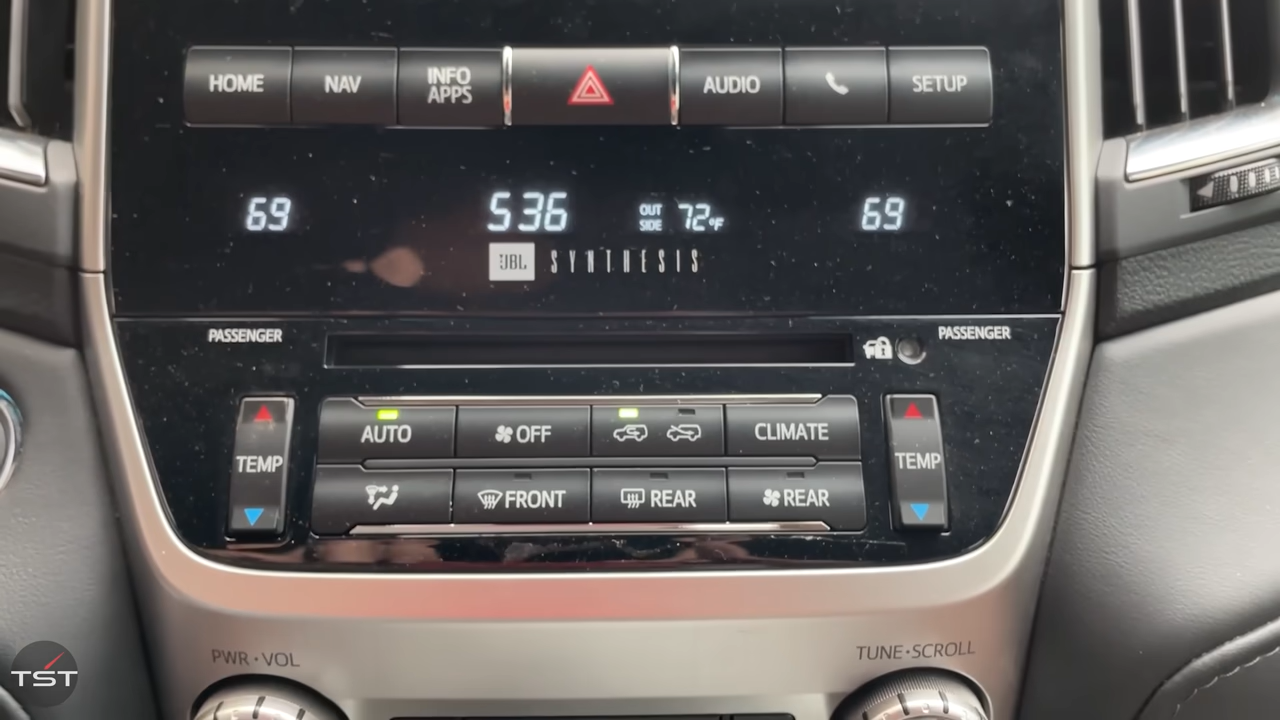 HOME NAV INFO APPS AUDIO SETUP
69 5 36 OUT SIDE 72°F 69
JBL SYNTHESIS
PASSENGER PASSENGER
AUTO OFF CLIMATE
TEMP TEMP
FRONT REAR REAR
PWR·VOL TUNE·SCROLL
TST